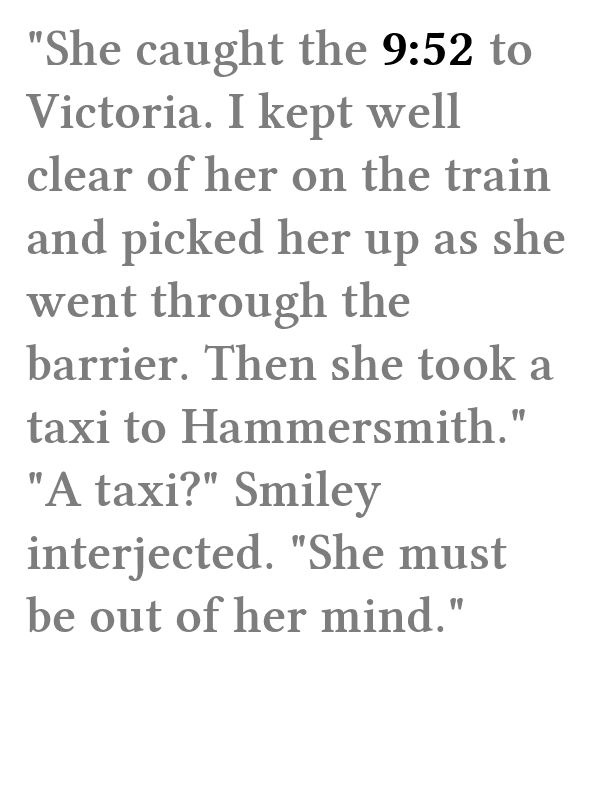 "She caught the 9:52 to
Victoria. I kept well
clear of her on the train
and picked her up as she
went through the
barrier. Then she took a
taxi to Hammersmith."
"A taxi?" Smiley
interjected. "She must
be out of her mind."